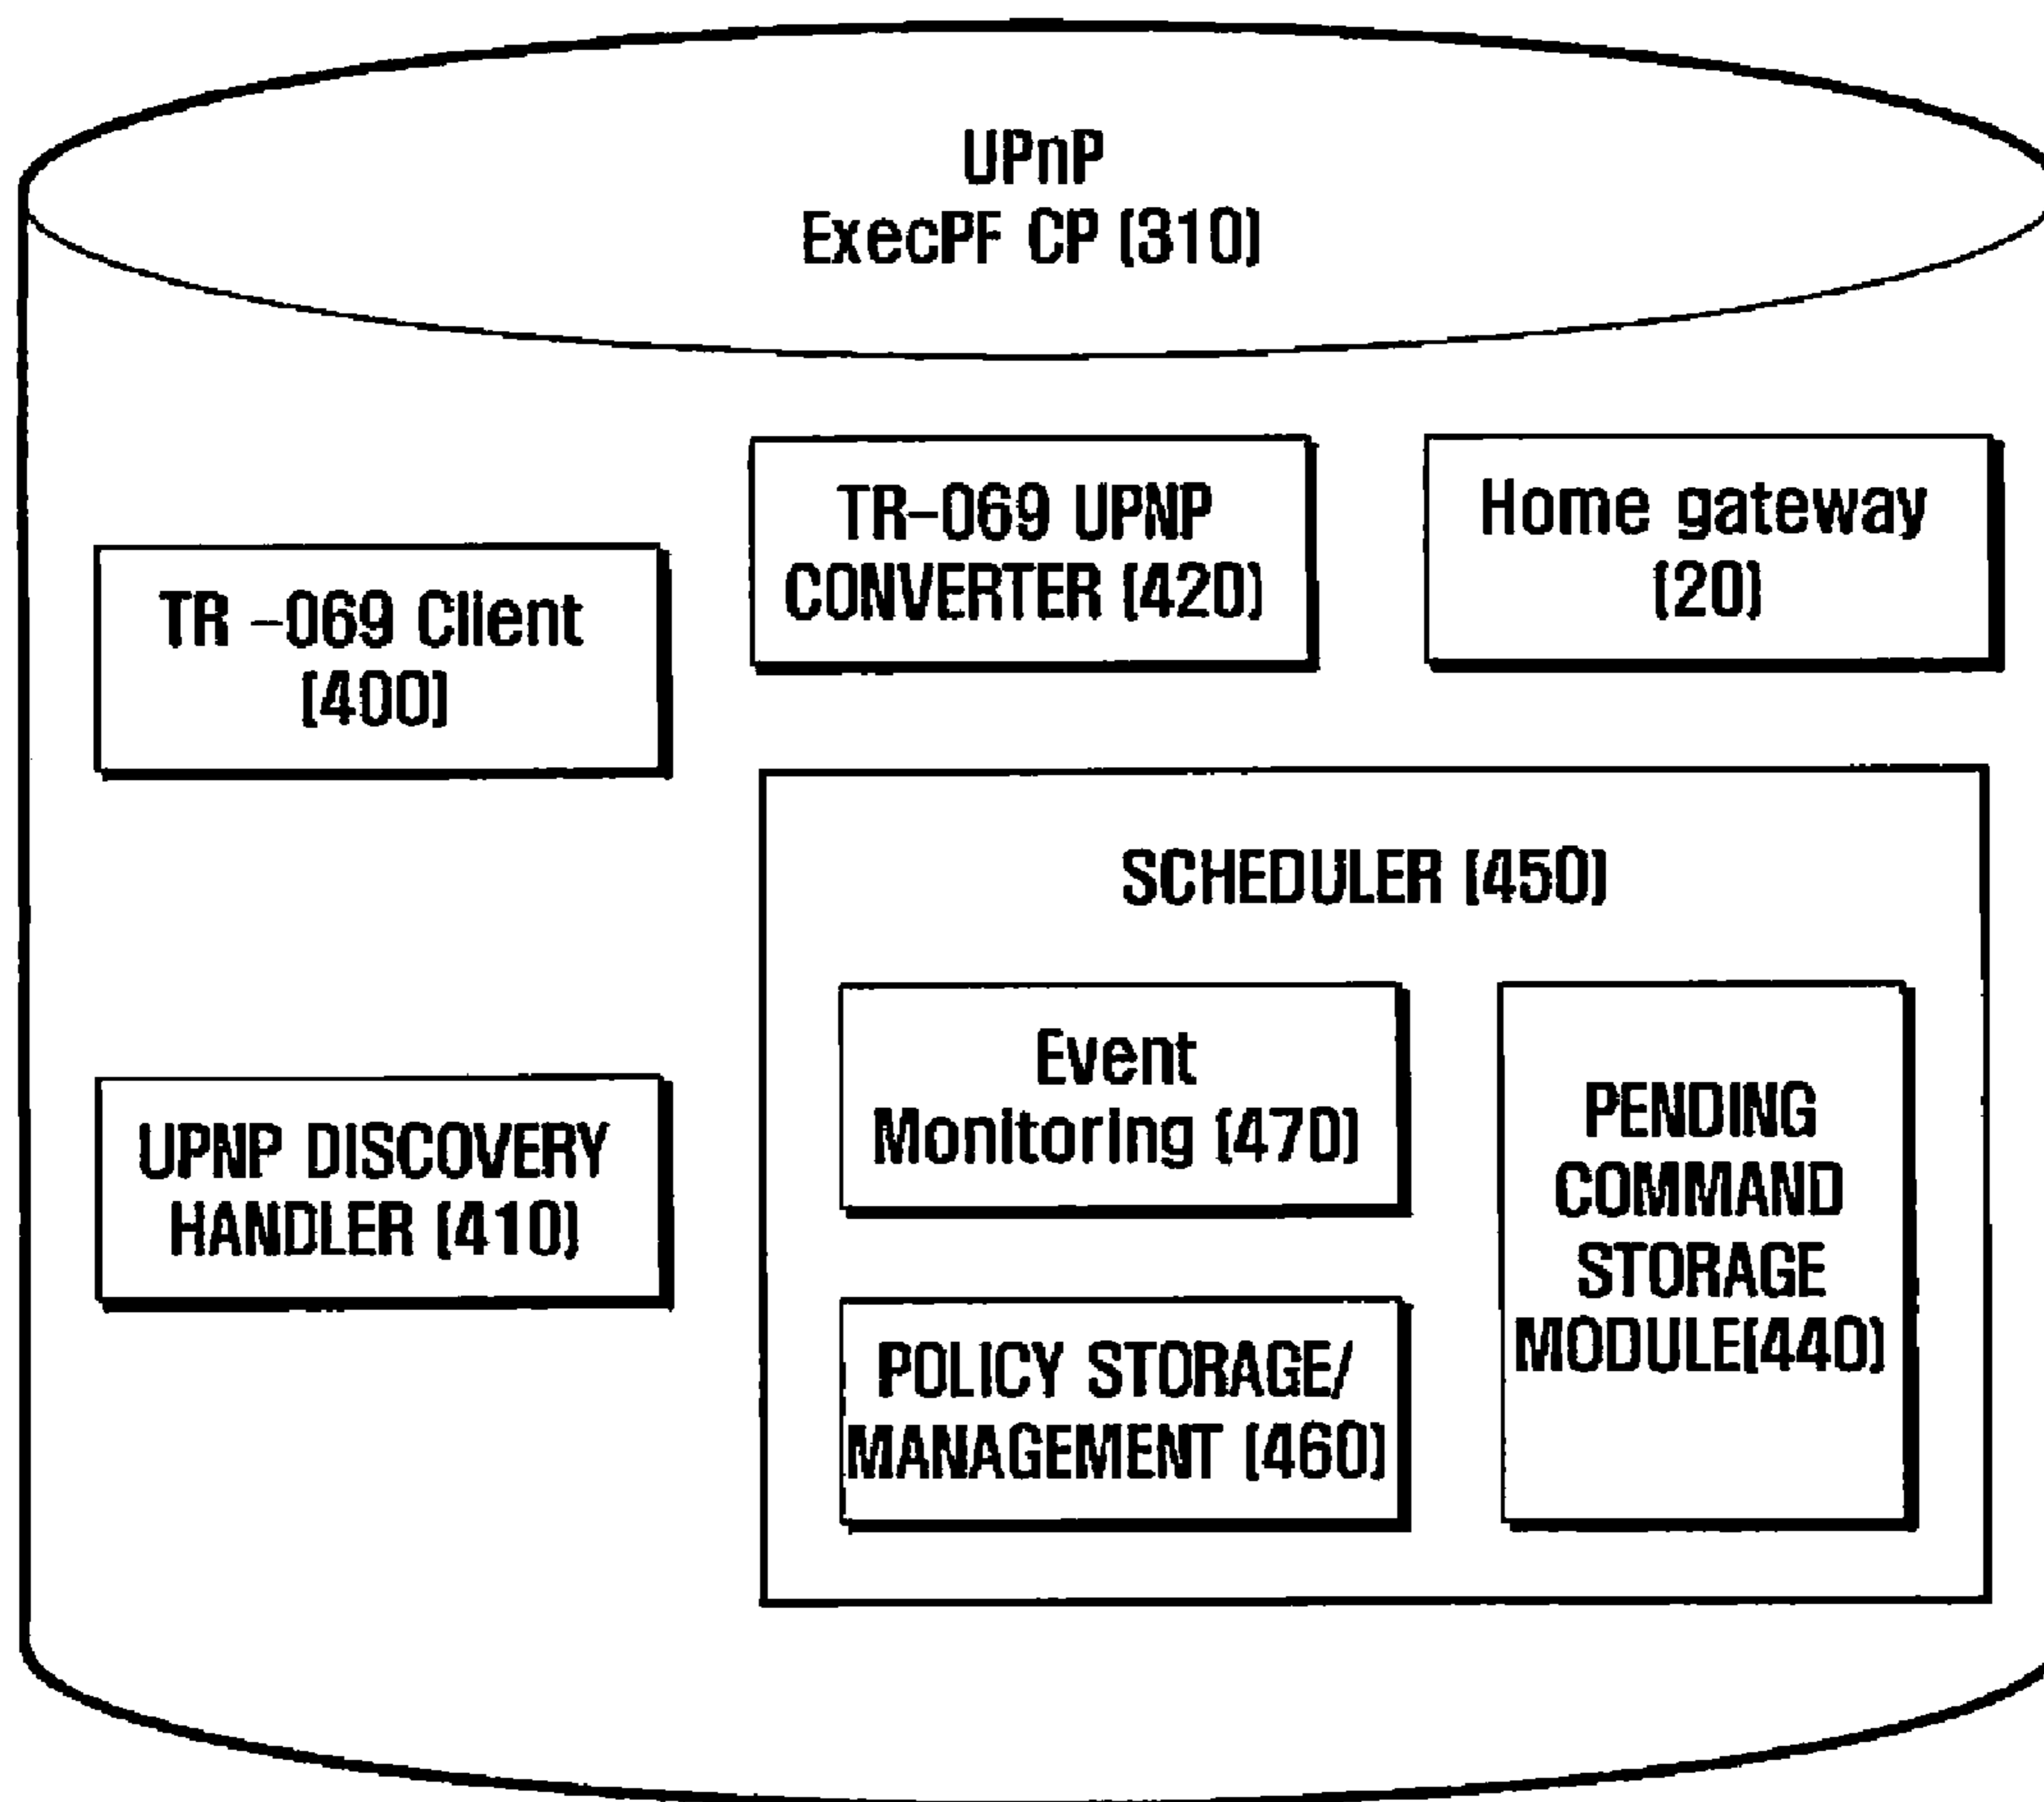 UPnP
ExecPF CP (310)
TR-069 UPNP
CONVERTER (420)
Home gateway
(20)
TR -069 Client
(400)
SCHEDULER (450)
Event
Monitoring (470)
PENDING
COMMAND
STORAGE
MODULE(440)
UPNP DISCOVERY
HANDLER (410)
POLICY STORAGE/
MANAGEMENT (460)